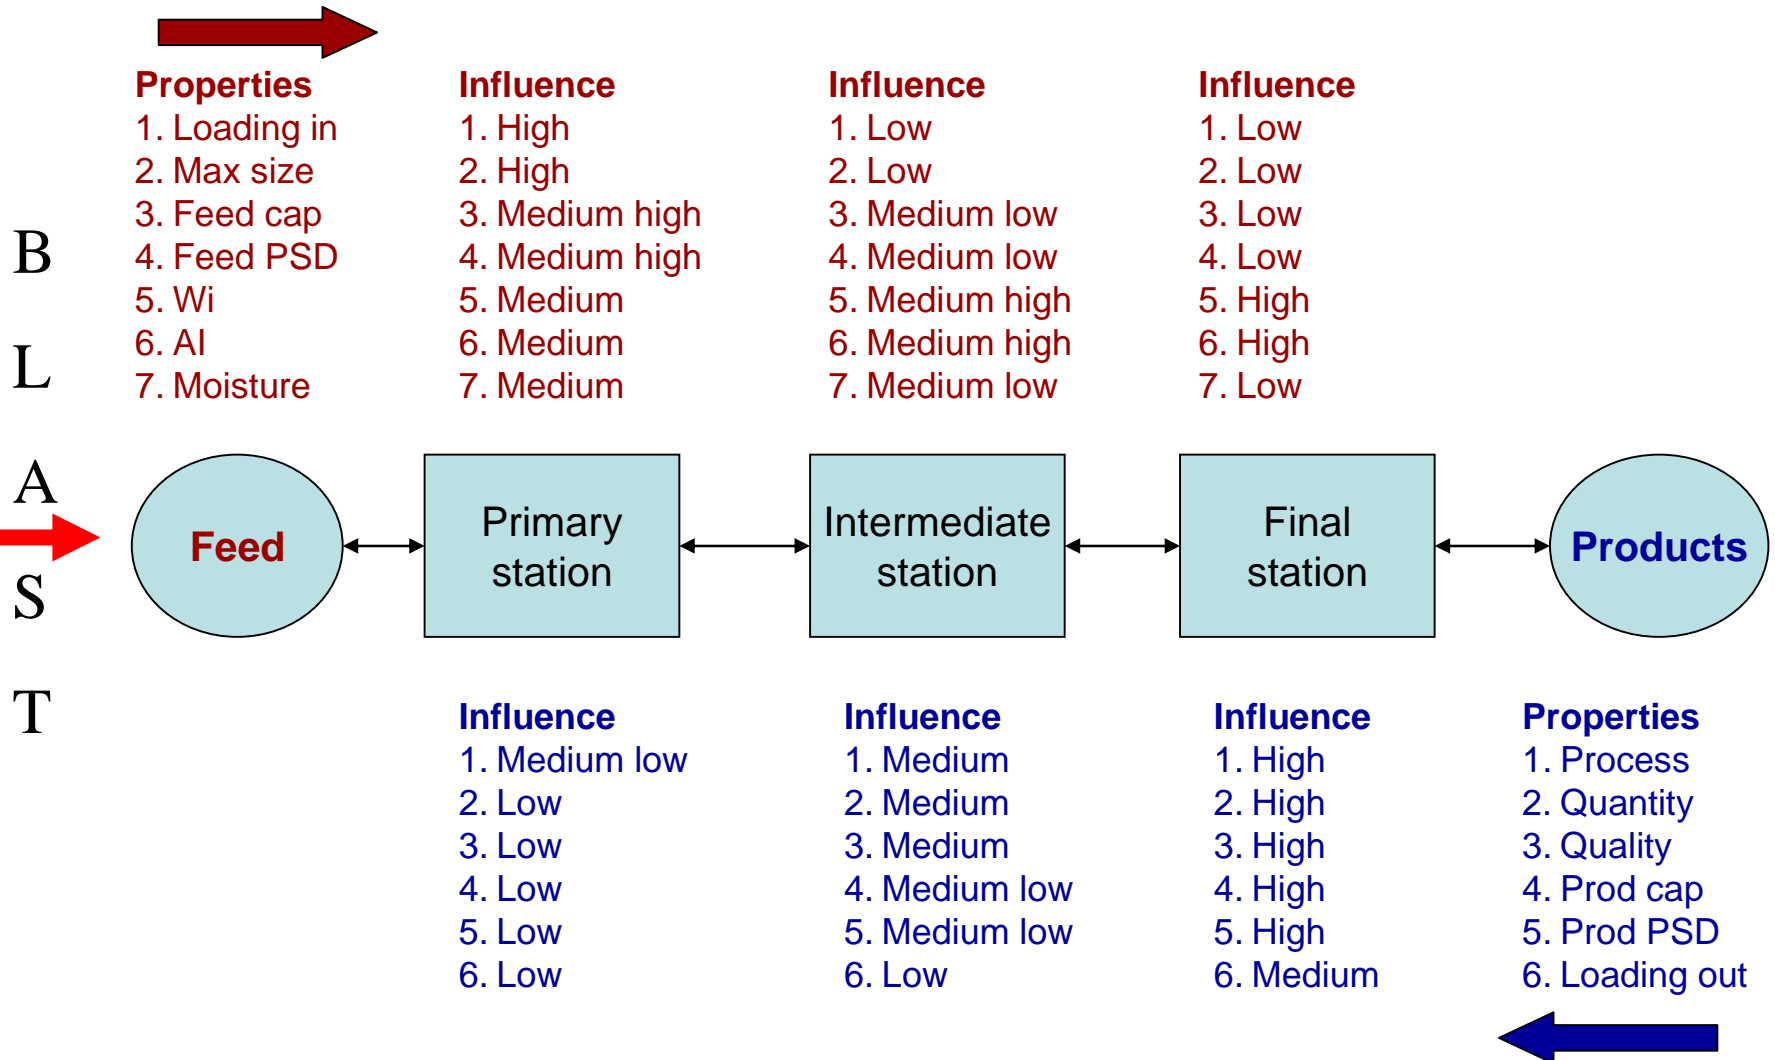 Properties
1. Loading in
2. Max size
3. Feed cap
4. Feed PSD
5. Wi
6. AI
7. Moisture
Influence
1. High
2. High
3. Medium high
4. Medium high
5. Medium
6. Medium
7. Medium
Influence
1. Low
2. Low
3. Medium low
4. Medium low
5. Medium high
6. Medium high
7. Medium low
Influence
1. Low
2. Low
3. Low
4. Low
5. High
6. High
7. Low
B
L
A
S
T
Feed
Primary
station
Intermediate
station
Final
station
Products
Influence
1. Medium low
2. Low
3. Low
4. Low
5. Low
6. Low
Influence
1. Medium
2. Medium
3. Medium
4. Medium low
5. Medium low
6. Low
Influence
1. High
2. High
3. High
4. High
5. High
6. Medium
Properties
1. Process
2. Quantity
3. Quality
4. Prod cap
5. Prod PSD
6. Loading out